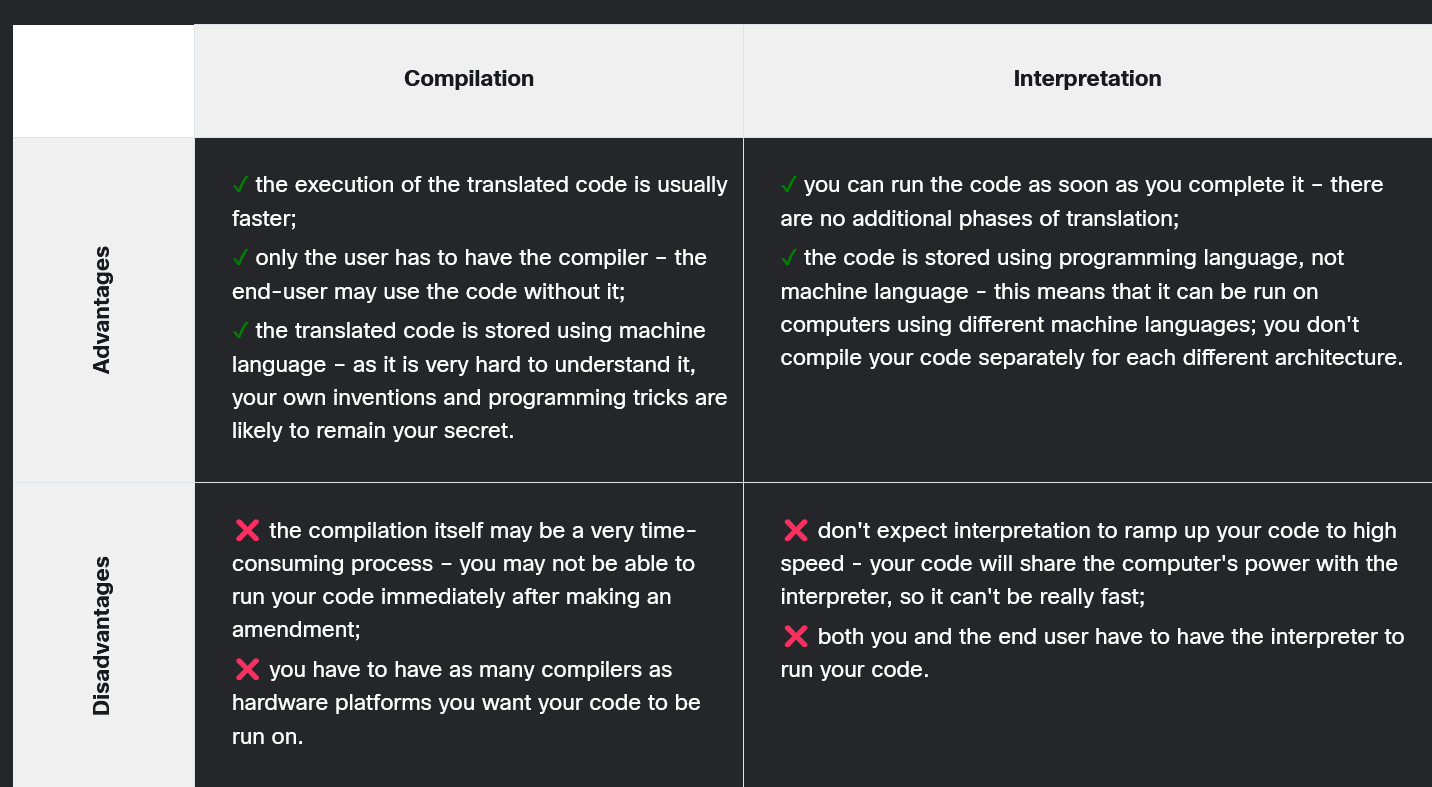 Compilation
Interpretation
Advantages
✓ the execution of the translated code is usually
faster;
✓ only the user has to have the compiler – the
end-user may use the code without it;
✓ the translated code is stored using machine
language – as it is very hard to understand it,
your own inventions and programming tricks are
likely to remain your secret.
✓ you can run the code as soon as you complete it – there
are no additional phases of translation;
✓ the code is stored using programming language, not
machine language – this means that it can be run on
computers using different machine languages; you don't
compile your code separately for each different architecture.
Disadvantages
❌ the compilation itself may be a very time-
consuming process – you may not be able to
run your code immediately after making an
amendment;
❌ you have to have as many compilers as
hardware platforms you want your code to be
run on.
❌ don't expect interpretation to ramp up your code to high
speed – your code will share the computer's power with the
interpreter, so it can't be really fast;
❌ both you and the end user have to have the interpreter to
run your code.